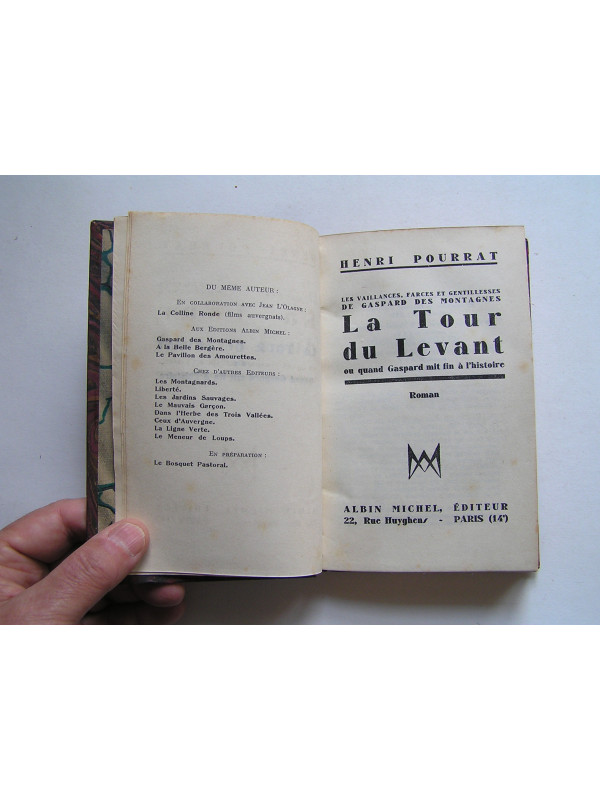 DU MÊME AUTEUR :
EN COLLABORATION AVEC JEAN L'OLAGNE :
La Colline Ronde (films auvergnats).
AUX EDITIONS ALBIN MICHEL :
Gaspard des Montagnes.
A la Belle Bergère.
Le Pavillon des Amourettes.
CHEZ D'AUTRES EDITEURS :
Les Montagnards.
Liberté.
Les Jardins Sauvages.
Le Mauvais Garçon.
Dans l'Herbe des Trois Vallées.
Ceux d'Auvergne.
La Ligne Verte.
Le Meneur de Loups.
EN PRÉPARATION :
Le Bosquet Pastoral.
HENRI POURRAT
LES VAILLANCES, FARCES ET GENTILLESSES
DE GASPARD DES MONTAGNES
La Tour
du Levant
ou quand Gaspard mit fin à l'histoire
Roman
ALBIN MICHEL, ÉDITEUR
22, Rue Huyghens - PARIS (14ᵉ)